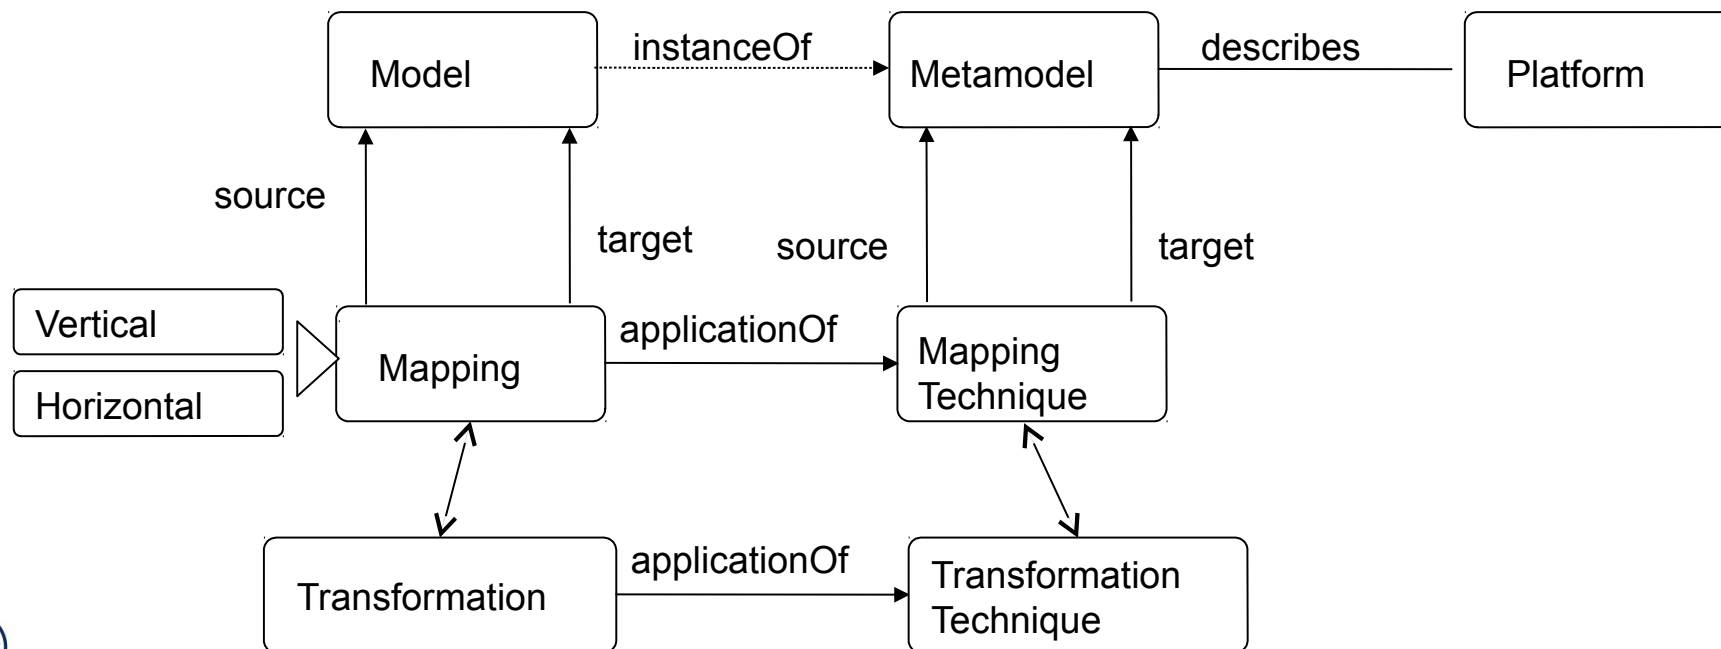 Model
instanceOf
Metamodel
describes
Platform
source
target
source
target
Vertical
Horizontal
Mapping
applicationOf
Mapping
Technique
Transformation
applicationOf
Transformation
Technique